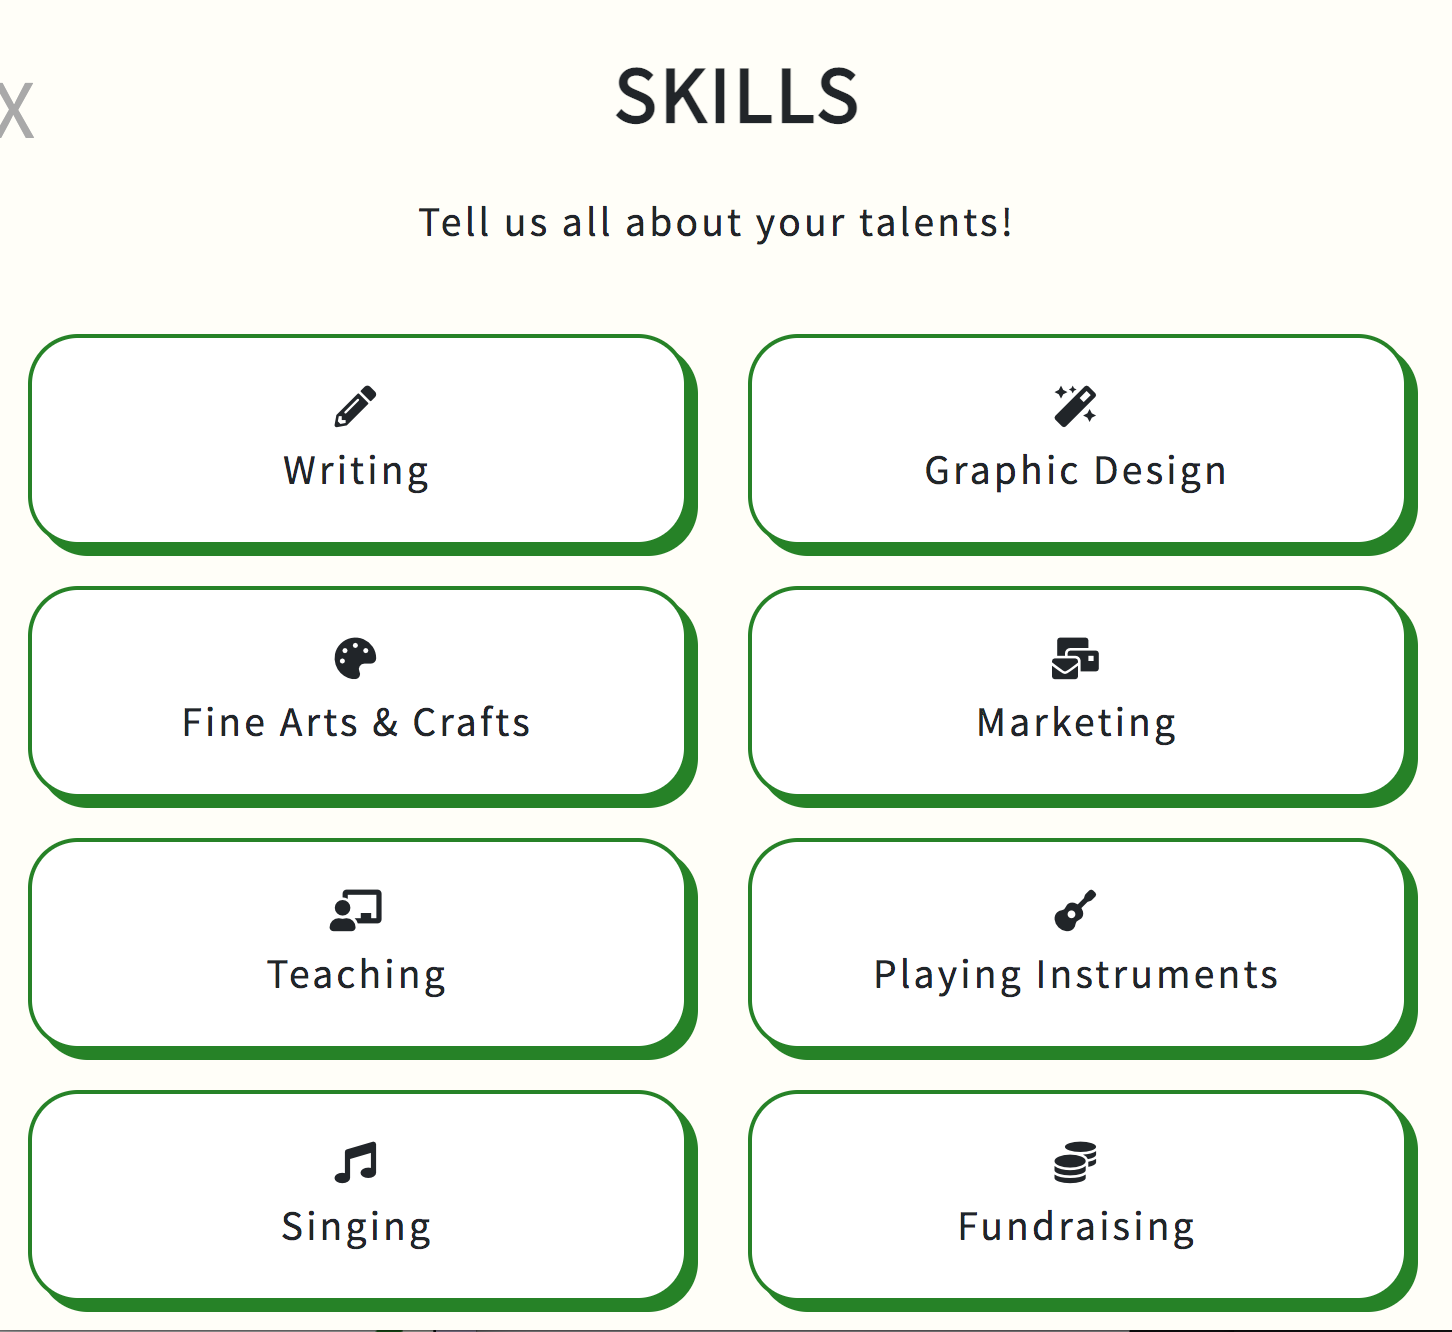 X
SKILLS
Tell us all about your talents!
Writing
Graphic Design
Fine Arts & Crafts
Marketing
Teaching
Playing Instruments
Singing
Fundraising